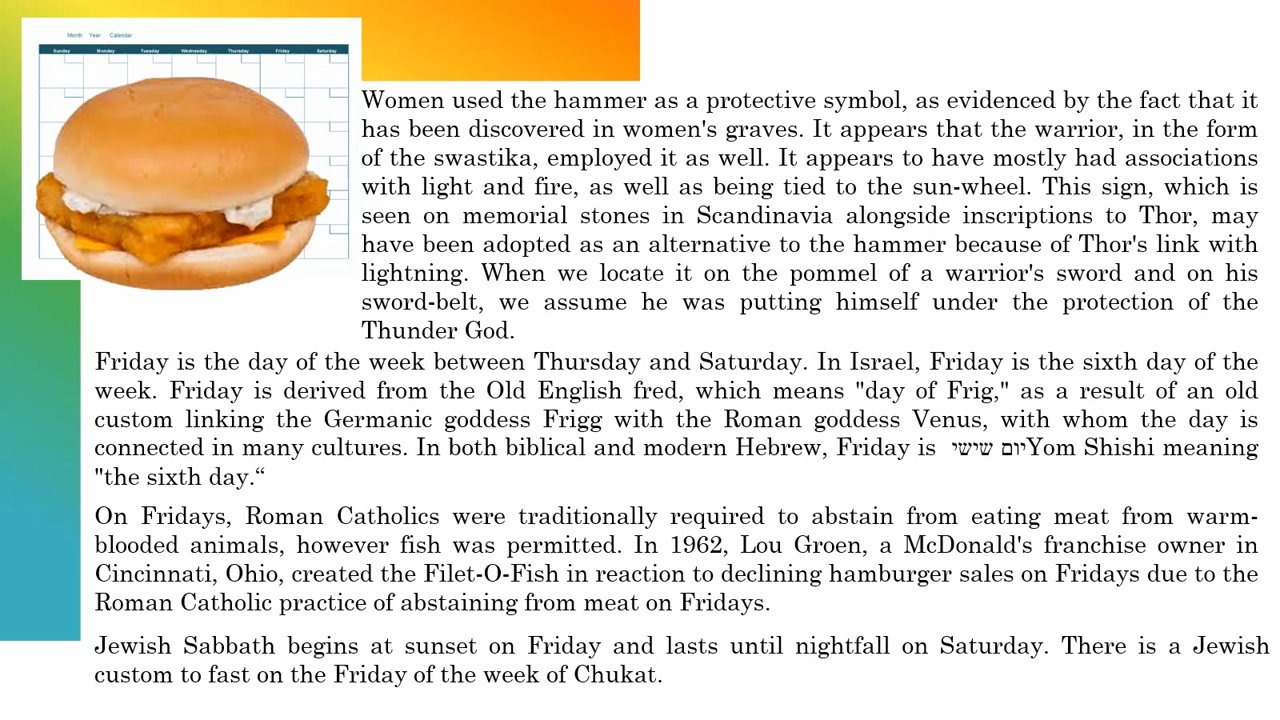 Month Year Calendar
Sunday Monday Tuesday Wednesday Thursday Friday Saturday
Women used the hammer as a protective symbol, as evidenced by the fact that it
has been discovered in women's graves. It appears that the warrior, in the form
of the swastika, employed it as well. It appears to have mostly had associations
with light and fire, as well as being tied to the sun-wheel. This sign, which is
seen on memorial stones in Scandinavia alongside inscriptions to Thor, may
have been adopted as an alternative to the hammer because of Thor's link with
lightning. When we locate it on the pommel of a warrior's sword and on his
sword-belt, we assume he was putting himself under the protection of the
Thunder God.
Friday is the day of the week between Thursday and Saturday. In Israel, Friday is the sixth day of the
week. Friday is derived from the Old English fred, which means "day of Frig," as a result of an old
custom linking the Germanic goddess Frigg with the Roman goddess Venus, with whom the day is
connected in many cultures. In both biblical and modern Hebrew, Friday is יום שישי Yom Shishi meaning
"the sixth day.“
On Fridays, Roman Catholics were traditionally required to abstain from eating meat from warm-
blooded animals, however fish was permitted. In 1962, Lou Groen, a McDonald's franchise owner in
Cincinnati, Ohio, created the Filet-O-Fish in reaction to declining hamburger sales on Fridays due to the
Roman Catholic practice of abstaining from meat on Fridays.
Jewish Sabbath begins at sunset on Friday and lasts until nightfall on Saturday. There is a Jewish
custom to fast on the Friday of the week of Chukat.